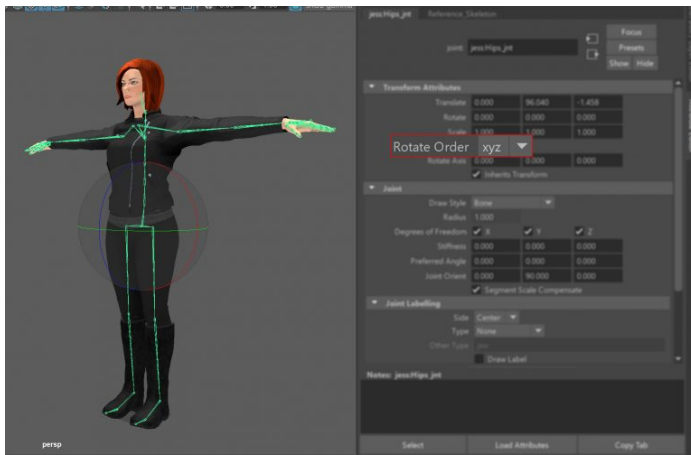 jess:Hips_jnt Reference_Skeleton
Focus
joint: jess:Hips_jnt Presets
Show Hide
Transform Attributes
Translate 0.000 96.040 -1.458
Rotate 0.000 0.000 0.000
Scale 1.000 1.000 1.000
Rotate Order xyz
Rotate Axis 0.000 0.000 0.000
Inherits Transform
Joint
Draw Style Bone
Radius 1.000
Degrees of Freedom X Y Z
Stiffness 0.000 0.000 0.000
Preferred Angle 0.000 0.000 0.000
Joint Orient 0.000 90.000 0.000
Segment Scale Compensate
Joint Labelling
Side Center
Type None
Other Type jaw
Draw Label
Notes: jess:Hips_jnt
persp
Select Load Attributes Copy Tab